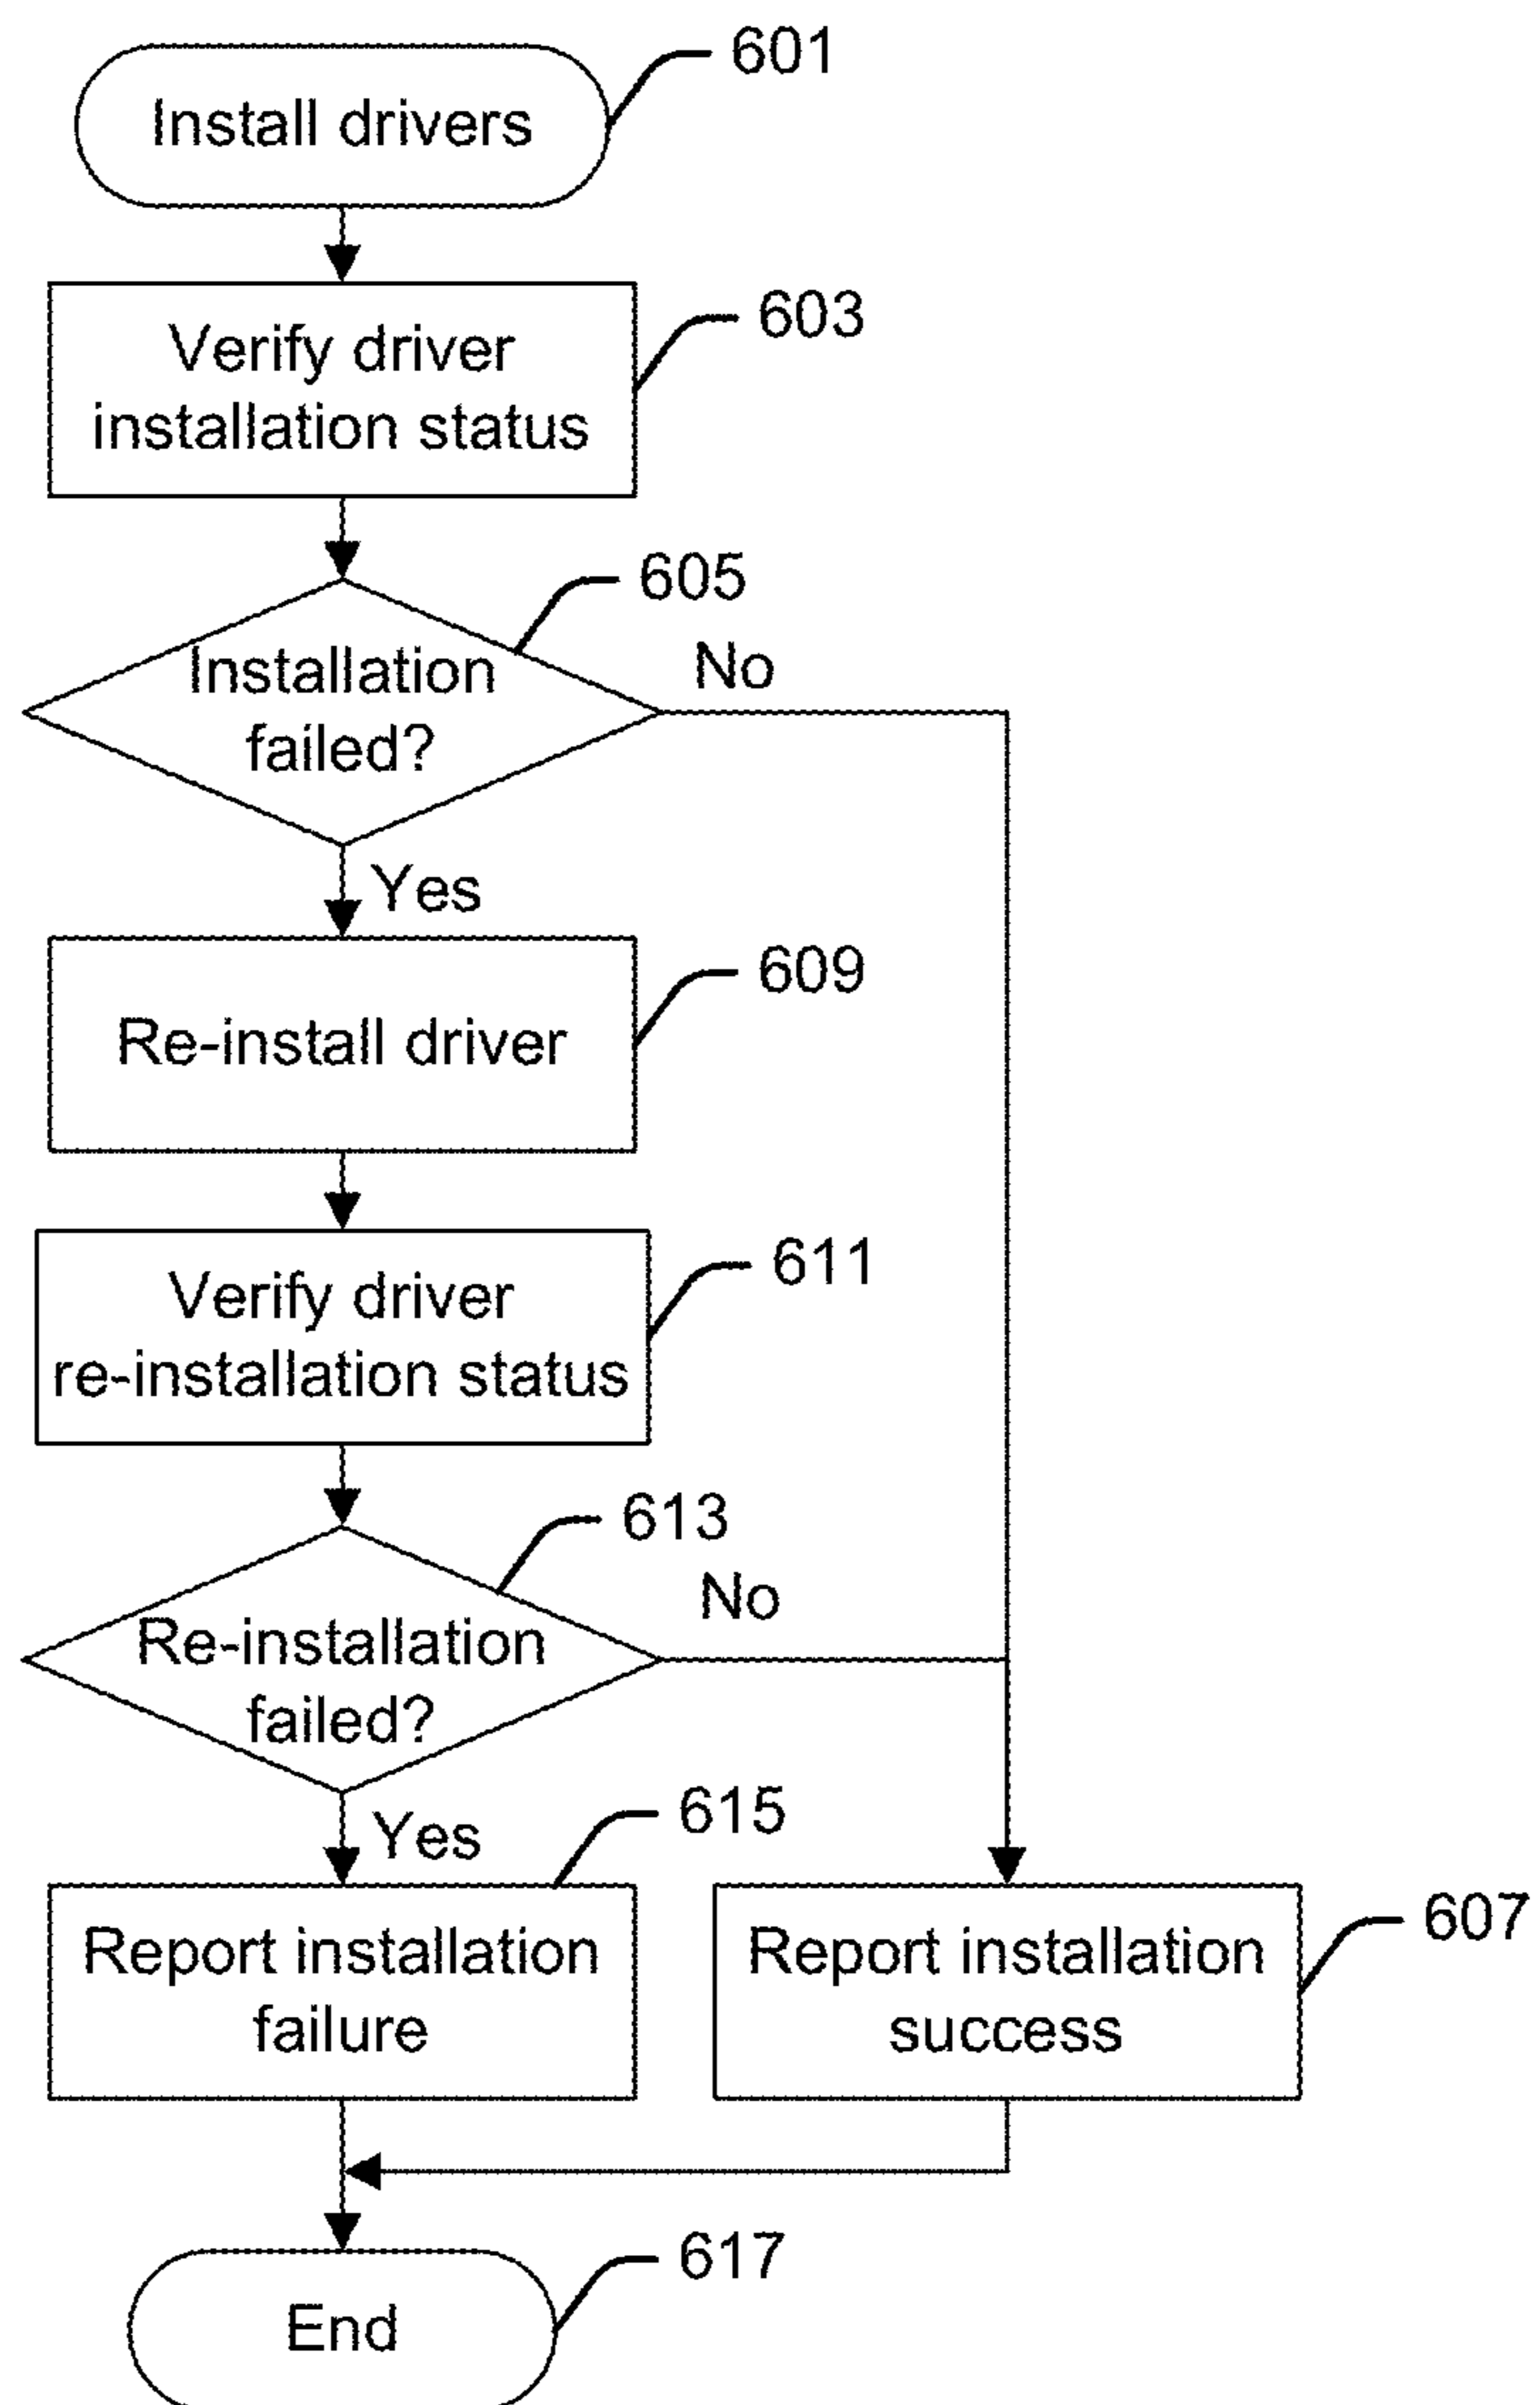 601
Install drivers
603
Verify driver
installation status
605
Installation
failed?
No
Yes
609
Re-install driver
611
Verify driver
re-installation status
613
No
Re-installation
failed?
Yes
615
Report installation
failure
607
Report installation
success
617
End